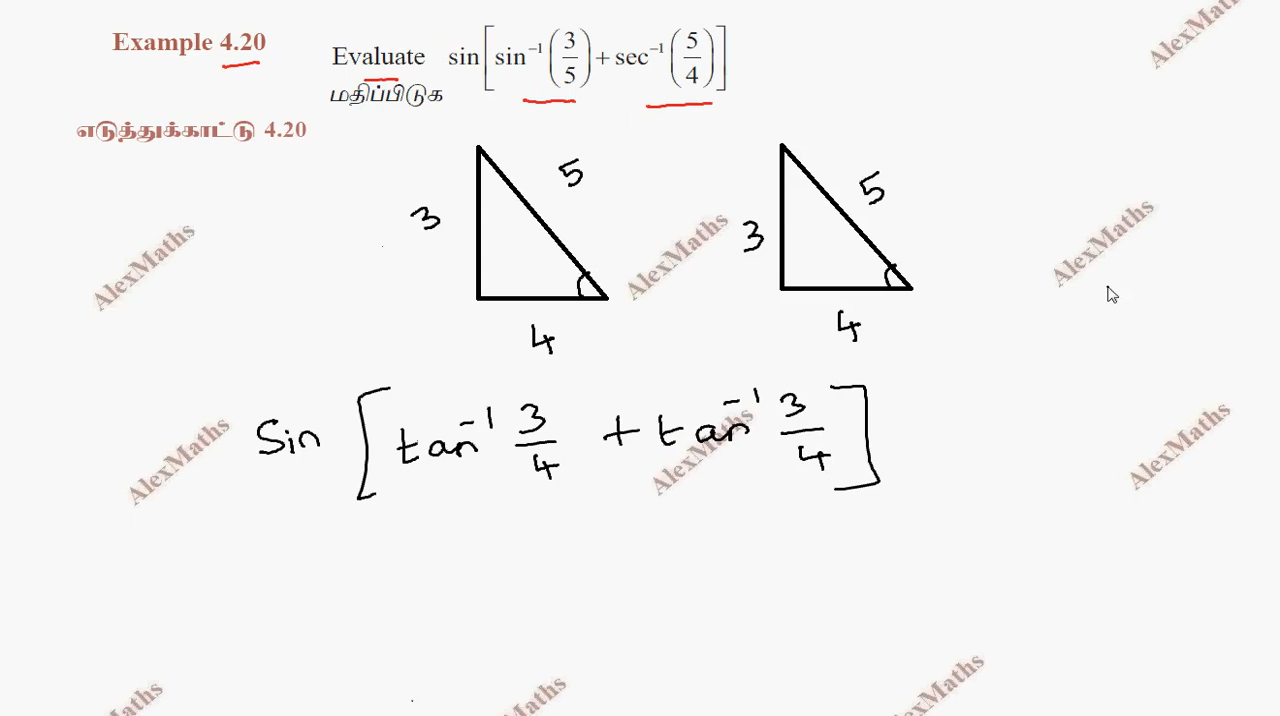 Example 4.20
Evaluate sin[sin⁻¹(3/5)+sec⁻¹(5/4)]
மதிப்பிடுக
எடுத்துக்காட்டு 4.20
5
5
3
3
4
4
Sin [tan⁻¹ 3/4 + tan⁻¹ 3/4]
AlexMaths
AlexMaths
AlexMaths
AlexMaths
AlexMaths
AlexMaths
AlexMaths
AlexMaths
AlexMaths
AlexMaths